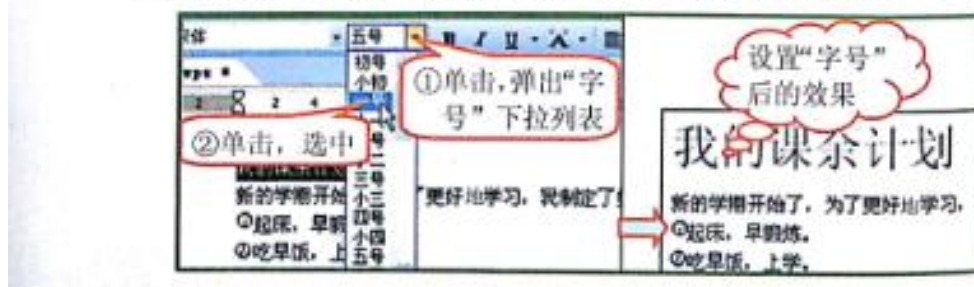 五号
B I U A
wps
初号
小初
2 2 4
①单击,弹出“字
号”下拉列表
②单击，选中
号
二
三号
小三
四号
小四
五号
新的学期开始
①起床，早锻
②吃早饭，上
更好地学习，我制定了
设置“字号”
后的效果
我的课余计划
新的学期开始了，为了更好地学习，
①起床，早锻炼。
②吃早饭，上学。